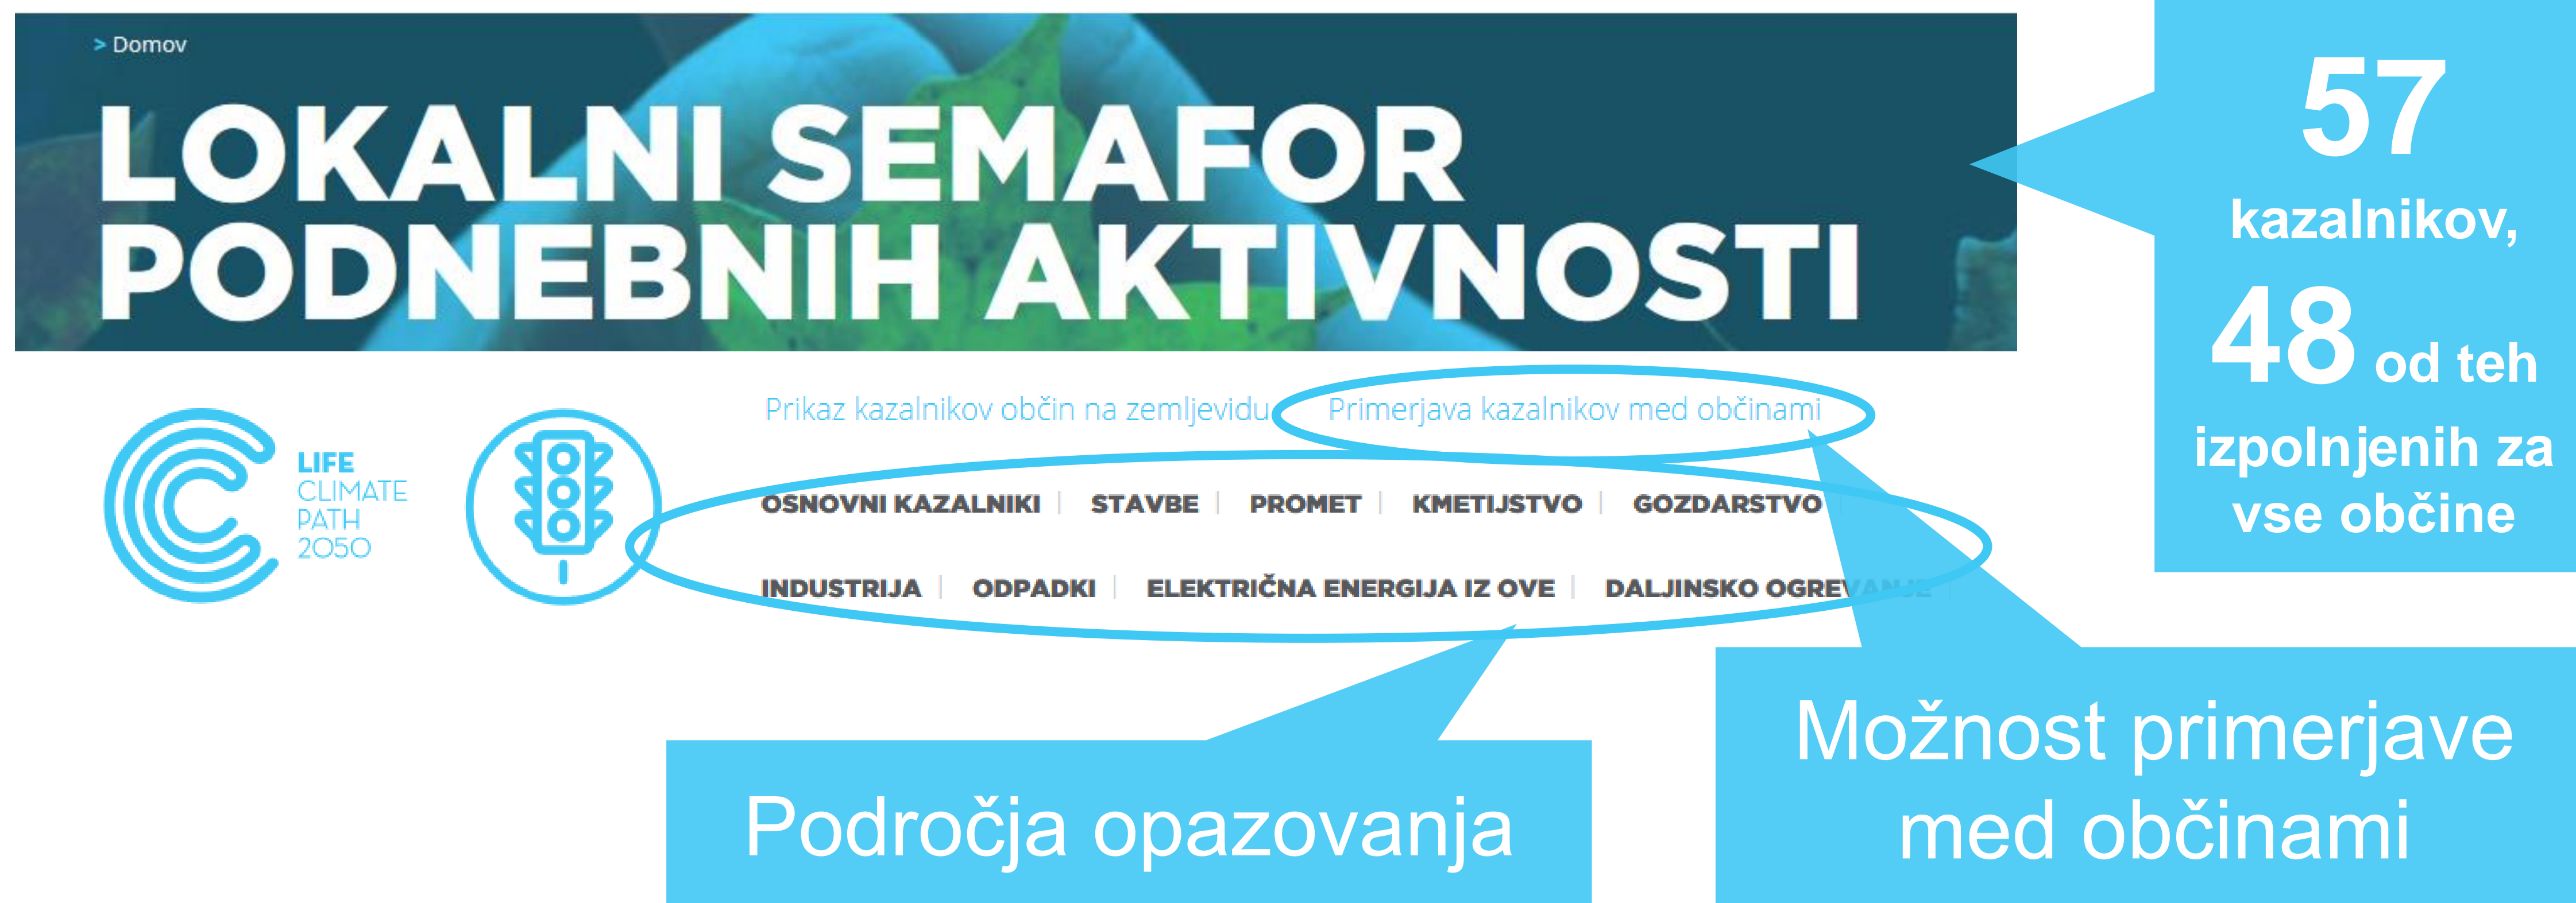 > Domov
LOKALNI SEMAFOR
PODNEBNIH AKTIVNOSTI
57
kazalnikov,
48 od teh
izpolnjenih za
vse občine
Prikaz kazalnikov občin na zemljevidu
Primerjava kazalnikov med občinami
LIFE
CLIMATE
PATH
2050
OSNOVNI KAZALNIKI | STAVBE | PROMET | KMETIJSTVO | GOZDARSTVO
INDUSTRIJA | ODPADKI | ELEKTRIČNA ENERGIJA IZ OVE | DALJINSKO OGREVANJE
Področja opazovanja
Možnost primerjave
med občinami